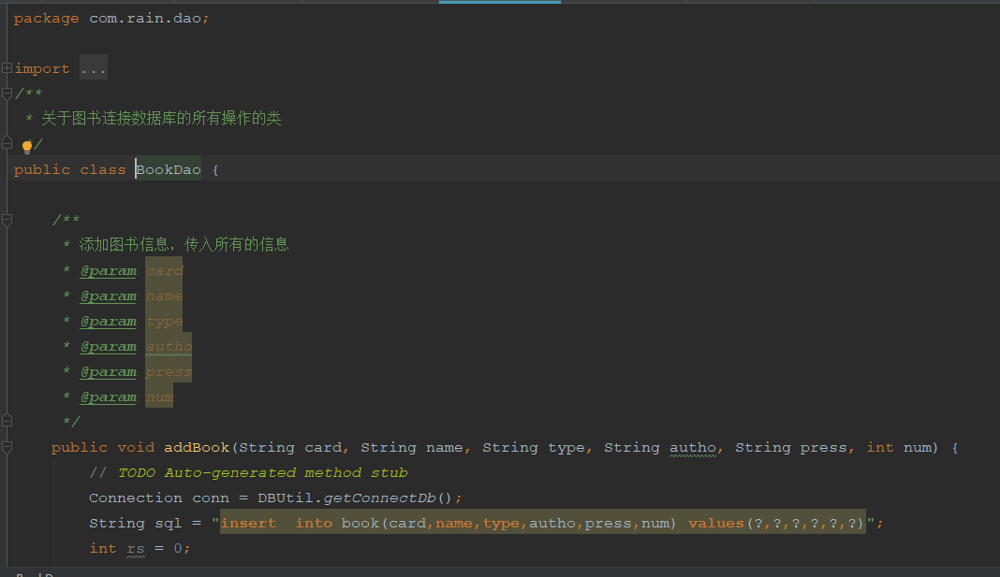 package com.rain.dao;
import ...
/**
* 关于图书连接数据库的所有操作的类
*/
public class BookDao {
/**
* 添加图书信息，传入所有的信息
* @param card
* @param name
* @param type
* @param autho
* @param press
* @param num
*/
public void addBook(String card, String name, String type, String autho, String press, int num) {
// TODO Auto-generated method stub
Connection conn = DBUtil.getConnectDb();
String sql = "insert  into book(card,name,type,autho,press,num) values(?,?,?,?,?,?)";
int rs = 0;